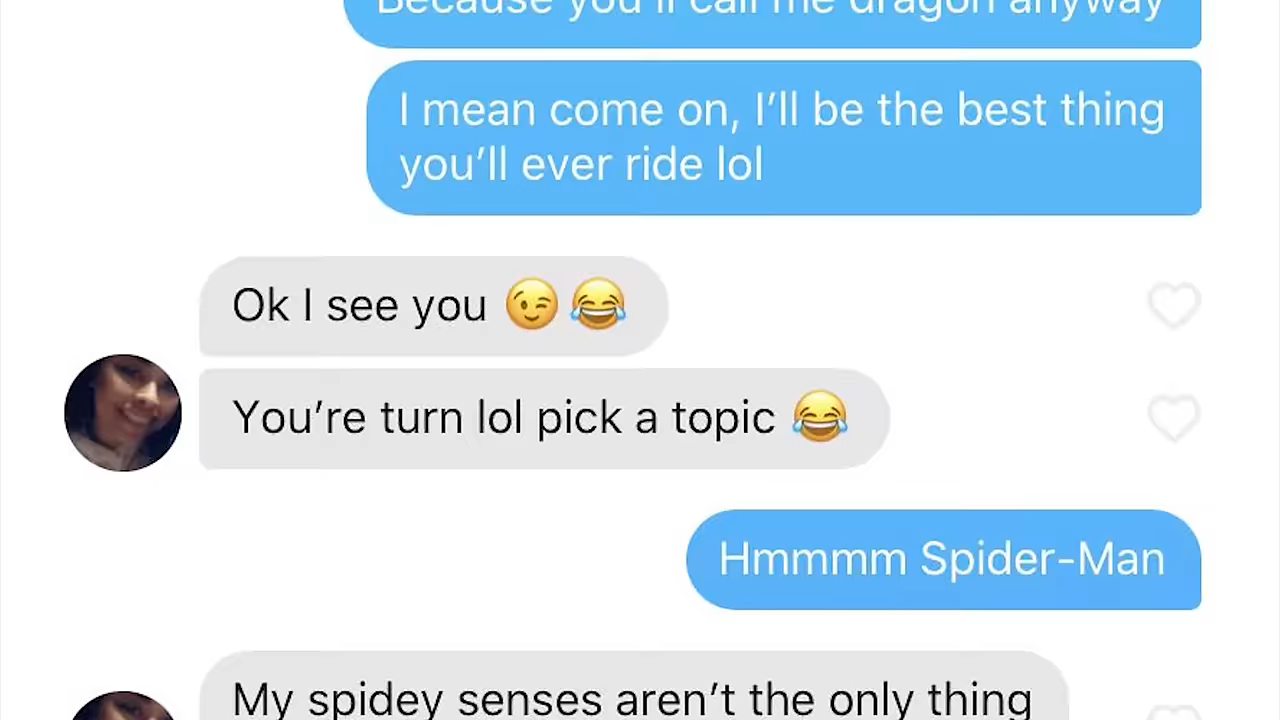 Because you'll call me dragon anyway
I mean come on, I’ll be the best thing
you’ll ever ride lol
Ok I see you 😉 😂
You’re turn lol pick a topic 😂
Hmmmm Spider-Man
My spidey senses aren’t the only thing